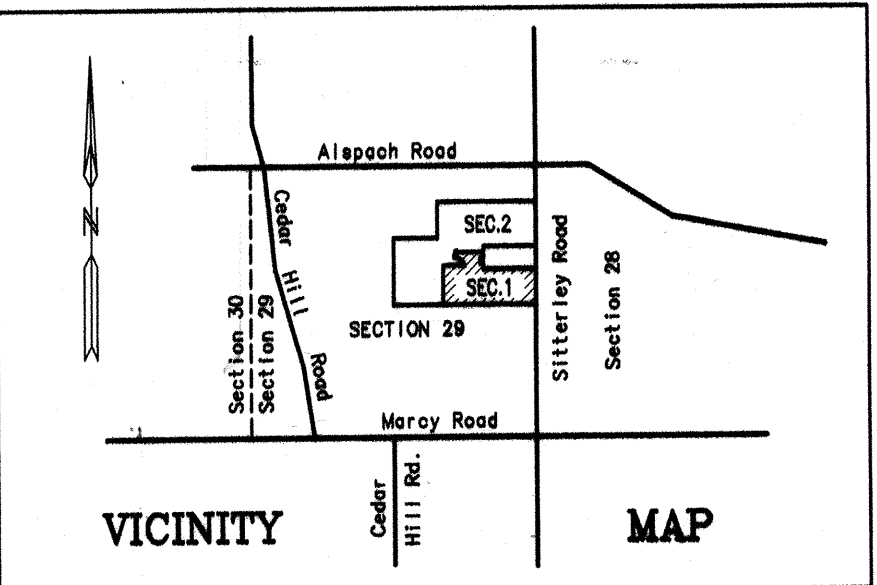 Alspach Road
N
Cedar Hill Road
SEC.2
SEC.1
Sitterley Road
Section 28
Section 30
Section 29
SECTION 29
Marcy Road
Cedar
Hill Rd.
VICINITY MAP